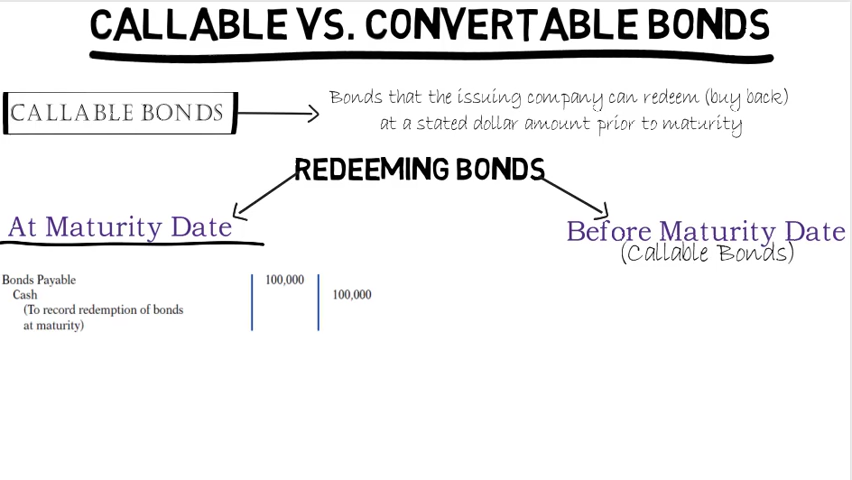 CALLABLE VS. CONVERTABLE BONDS
CALLABLE BONDS
Bonds that the issuing company can redeem (buy back)
at a stated dollar amount prior to maturity
REDEEMING BONDS
At Maturity Date
Before Maturity Date
(Callable Bonds)
Bonds Payable 100,000
Cash 100,000
(To record redemption of bonds
at maturity)